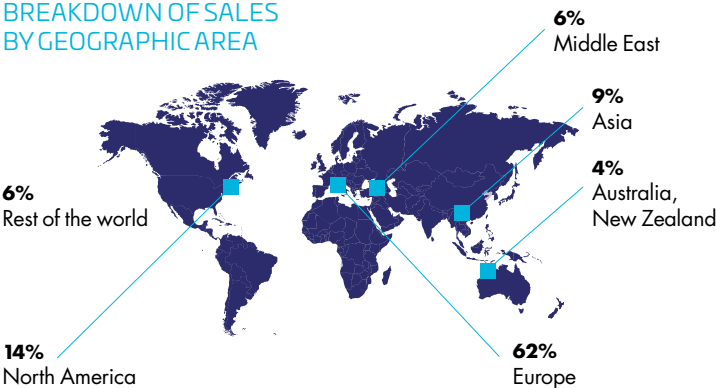 BREAKDOWN OF SALES
BY GEOGRAPHIC AREA
6%
Middle East
9%
Asia
4%
Australia,
New Zealand
6%
Rest of the world
14%
North America
62%
Europe